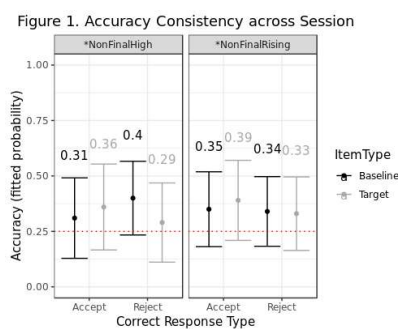 Figure 1. Accuracy Consistency across Session
*NonFinalHigh *NonFinalRising
1.00
0.75
0.50
0.25
0.00
Accuracy (fitted probability)
0.31 0.36 0.4 0.29
0.35 0.39 0.34 0.33
Accept Reject Accept Reject
Correct Response Type
ItemType
a Baseline
a Target